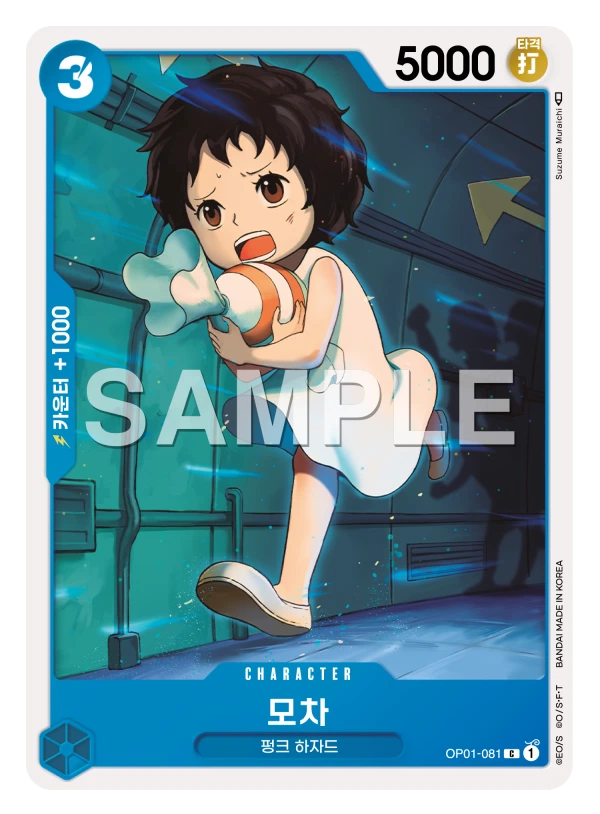 3
5000
타격
打
Suzume Muraichi
카운터 +1000
SAMPLE
BANDAI MADE IN KOREA
©EO/S ©O/S·F·T
CHARACTER
모차
펑크 하자드
OP01-081 C 1